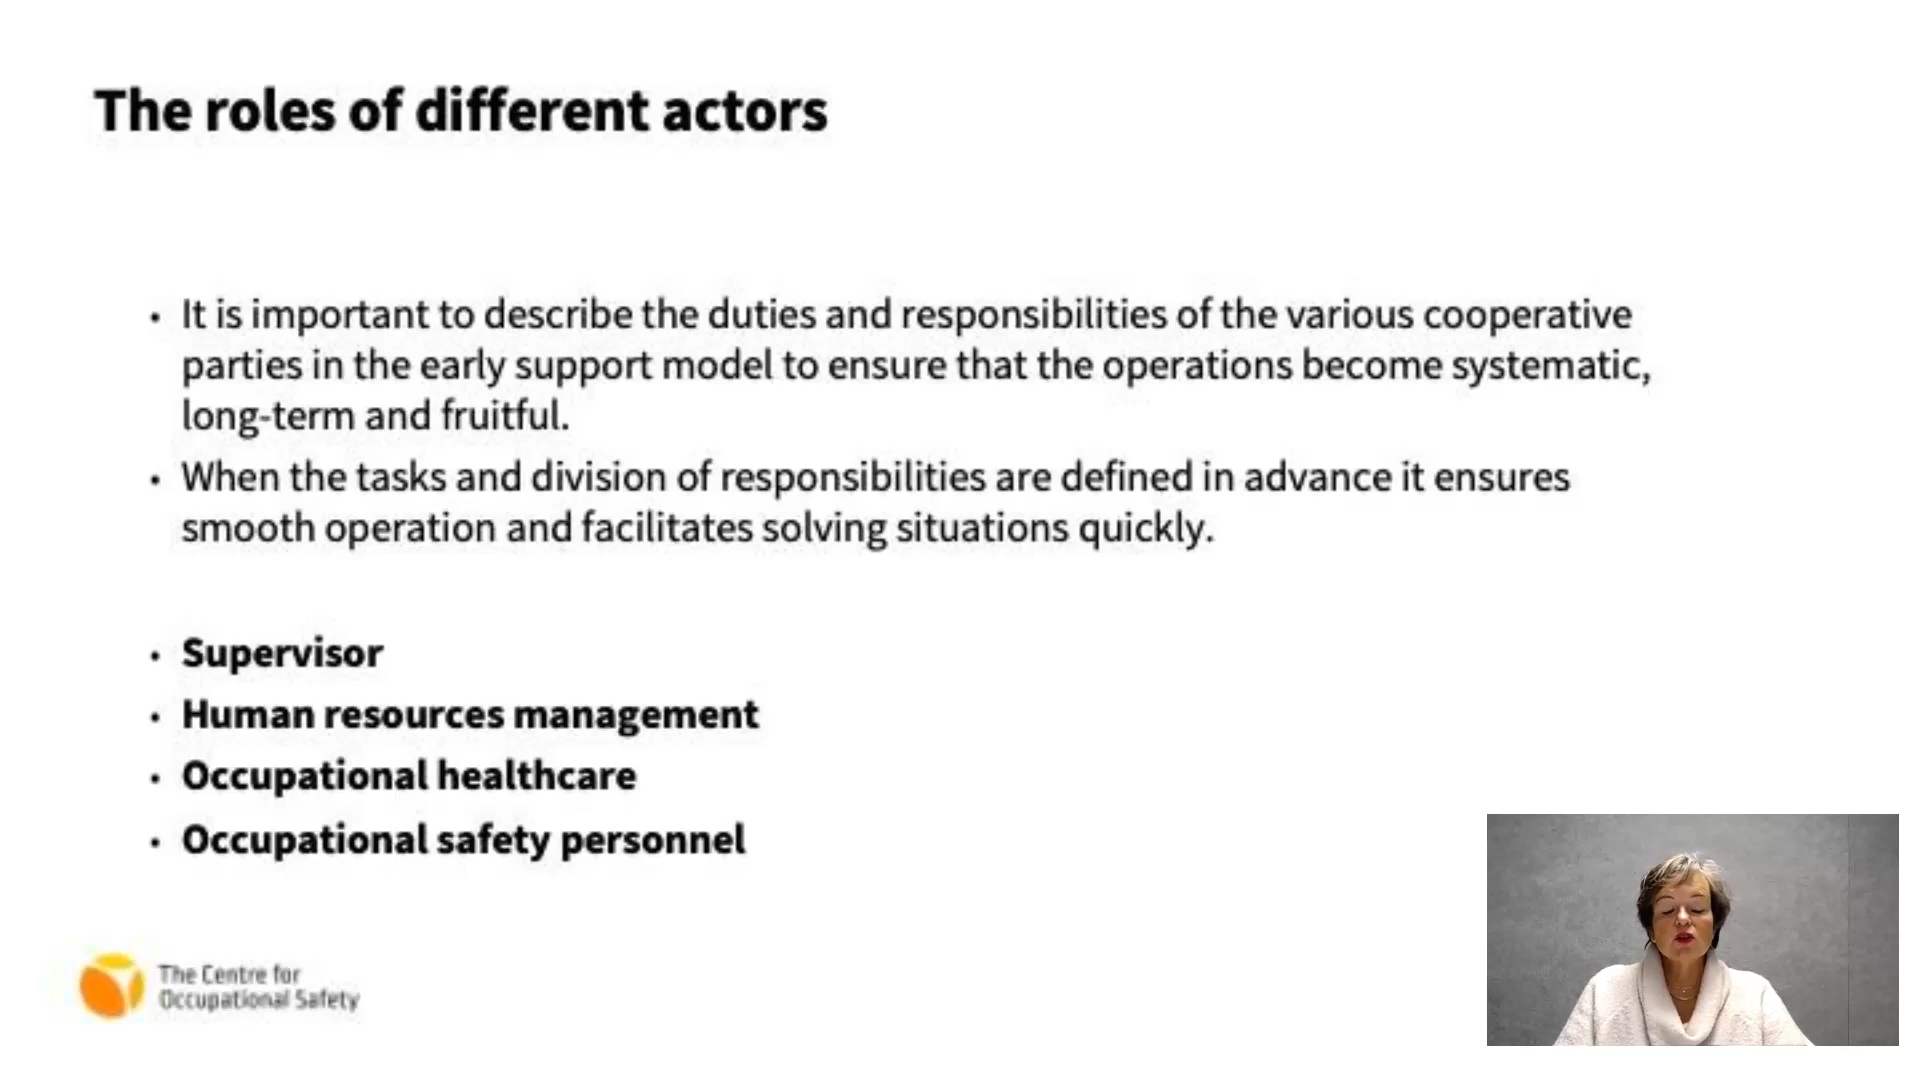 The roles of different actors
• It is important to describe the duties and responsibilities of the various cooperative
parties in the early support model to ensure that the operations become systematic,
long-term and fruitful.
• When the tasks and division of responsibilities are defined in advance it ensures
smooth operation and facilitates solving situations quickly.
• Supervisor
• Human resources management
• Occupational healthcare
• Occupational safety personnel
The Centre for
Occupational Safety